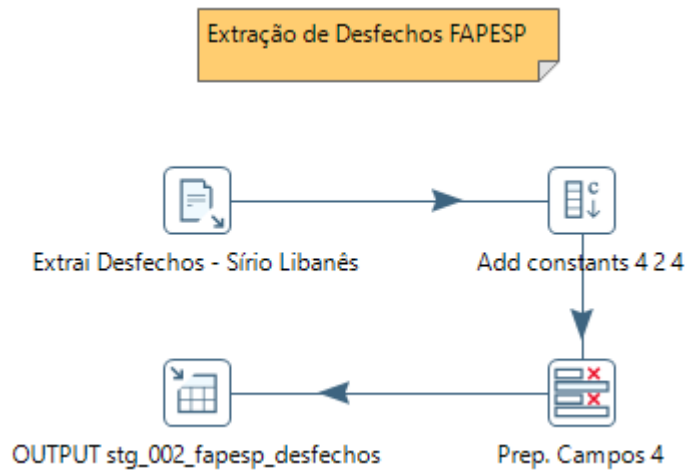 Extração de Desfechos FAPESP
Extrai Desfechos - Sírio Libanês
Add constants 4 2 4
OUTPUT stg_002_fapesp_desfechos
Prep. Campos 4